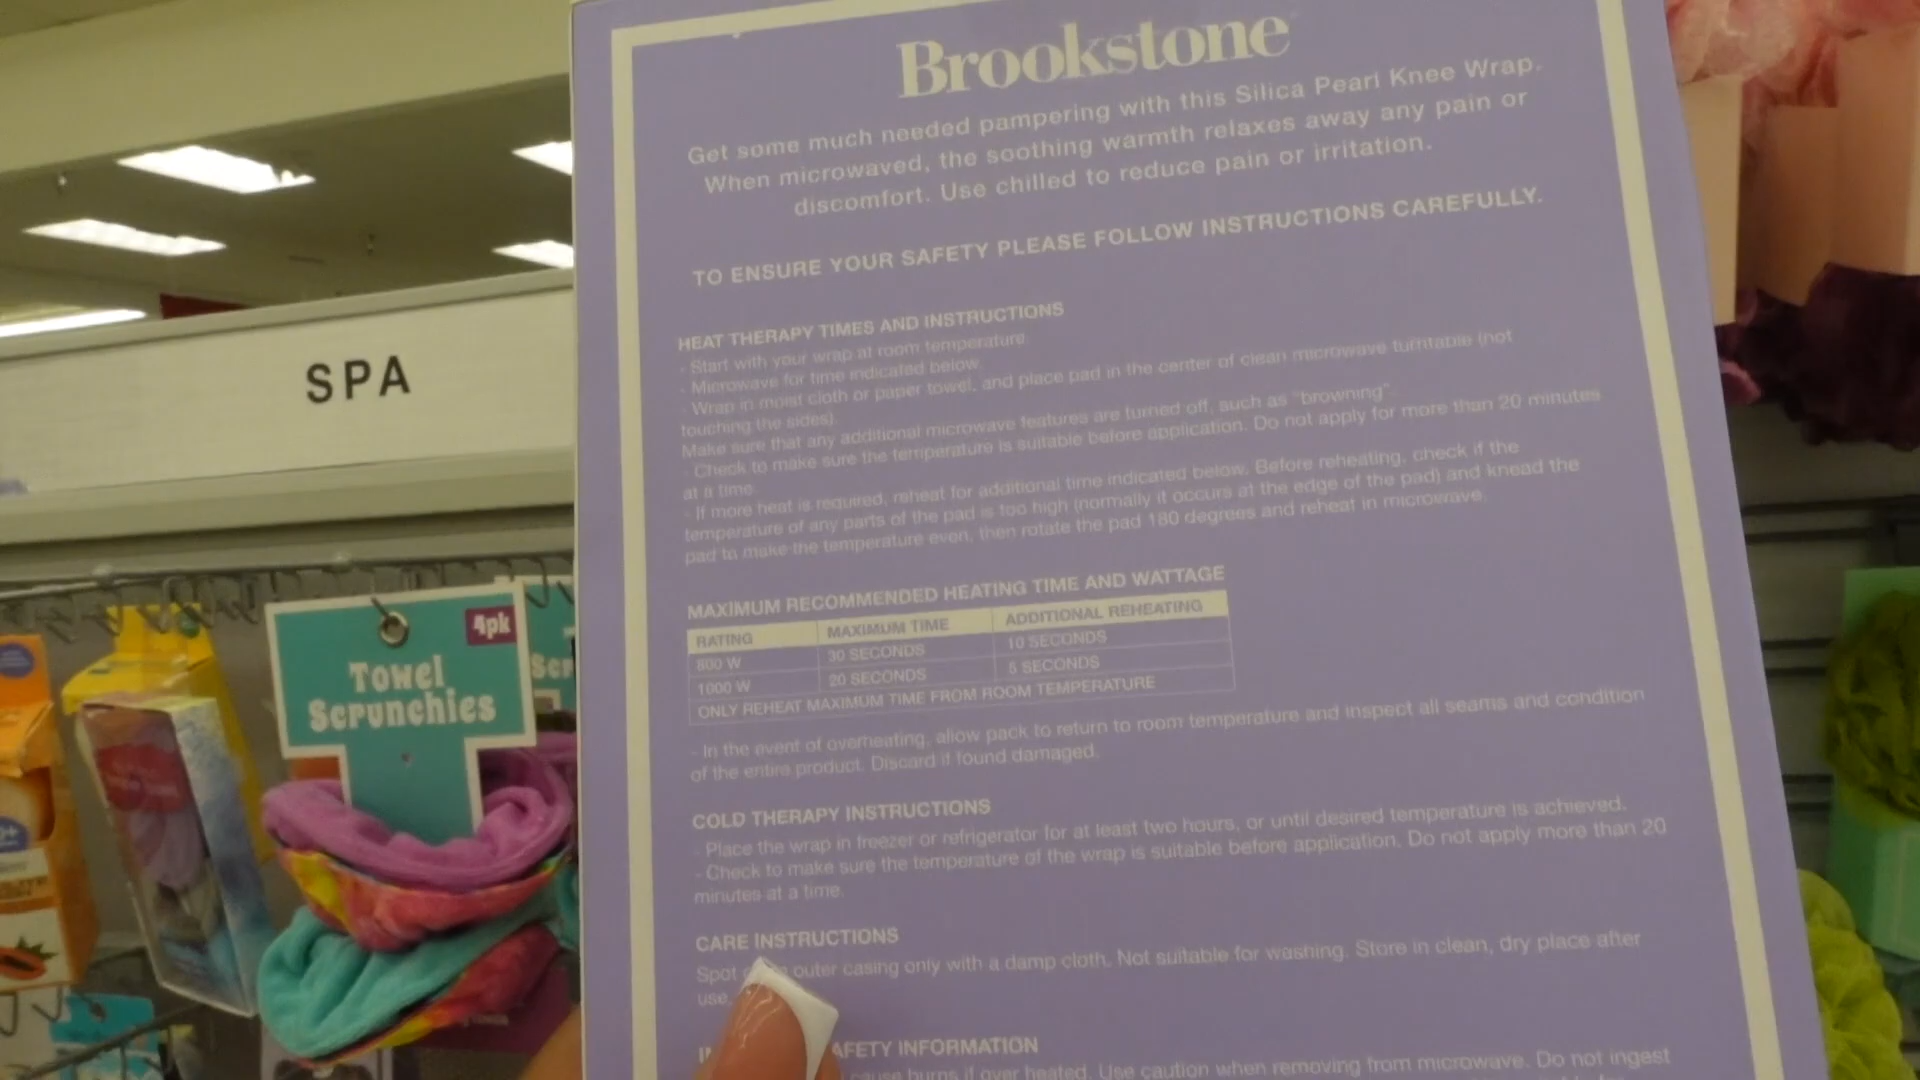 Brookstone
Get some much needed pampering with this Silica Pearl Knee Wrap.
When microwaved, the soothing warmth relaxes away any pain or
discomfort. Use chilled to reduce pain or irritation.
TO ENSURE YOUR SAFETY PLEASE FOLLOW INSTRUCTIONS CAREFULLY.
HEAT THERAPY TIMES AND INSTRUCTIONS
- Start with your wrap at room temperature.
- Microwave for time indicated below.
- Wrap in moist cloth or paper towel, and place pad in the center of clean microwave turntable (not
touching the sides).
Make sure that any additional microwave features are turned off, such as "browning".
- Check to make sure the temperature is suitable before application. Do not apply for more than 20 minutes
at a time.
- If more heat is required, reheat for additional time indicated below. Before reheating, check if the
temperature of any parts of the pad is too high (normally it occurs at the edge of the pad) and knead the
pad to make the temperature even, then rotate the pad 180 degrees and reheat in microwave.
MAXIMUM RECOMMENDED HEATING TIME AND WATTAGE
RATING MAXIMUM TIME ADDITIONAL REHEATING
800 W 30 SECONDS 10 SECONDS
1000 W 20 SECONDS 5 SECONDS
ONLY REHEAT MAXIMUM TIME FROM ROOM TEMPERATURE
- In the event of overheating, allow pack to return to room temperature and inspect all seams and condition
of the entire product. Discard if found damaged.
COLD THERAPY INSTRUCTIONS
- Place the wrap in freezer or refrigerator for at least two hours, or until desired temperature is achieved.
- Check to make sure the temperature of the wrap is suitable before application. Do not apply more than 20
minutes at a time.
CARE INSTRUCTIONS
Spot outer casing only with a damp cloth. Not suitable for washing. Store in clean, dry place after
use.
SAFETY INFORMATION
cause burns if over heated. Use caution when removing from microwave. Do not ingest
SPA
4pk
Towel
Scrunchies